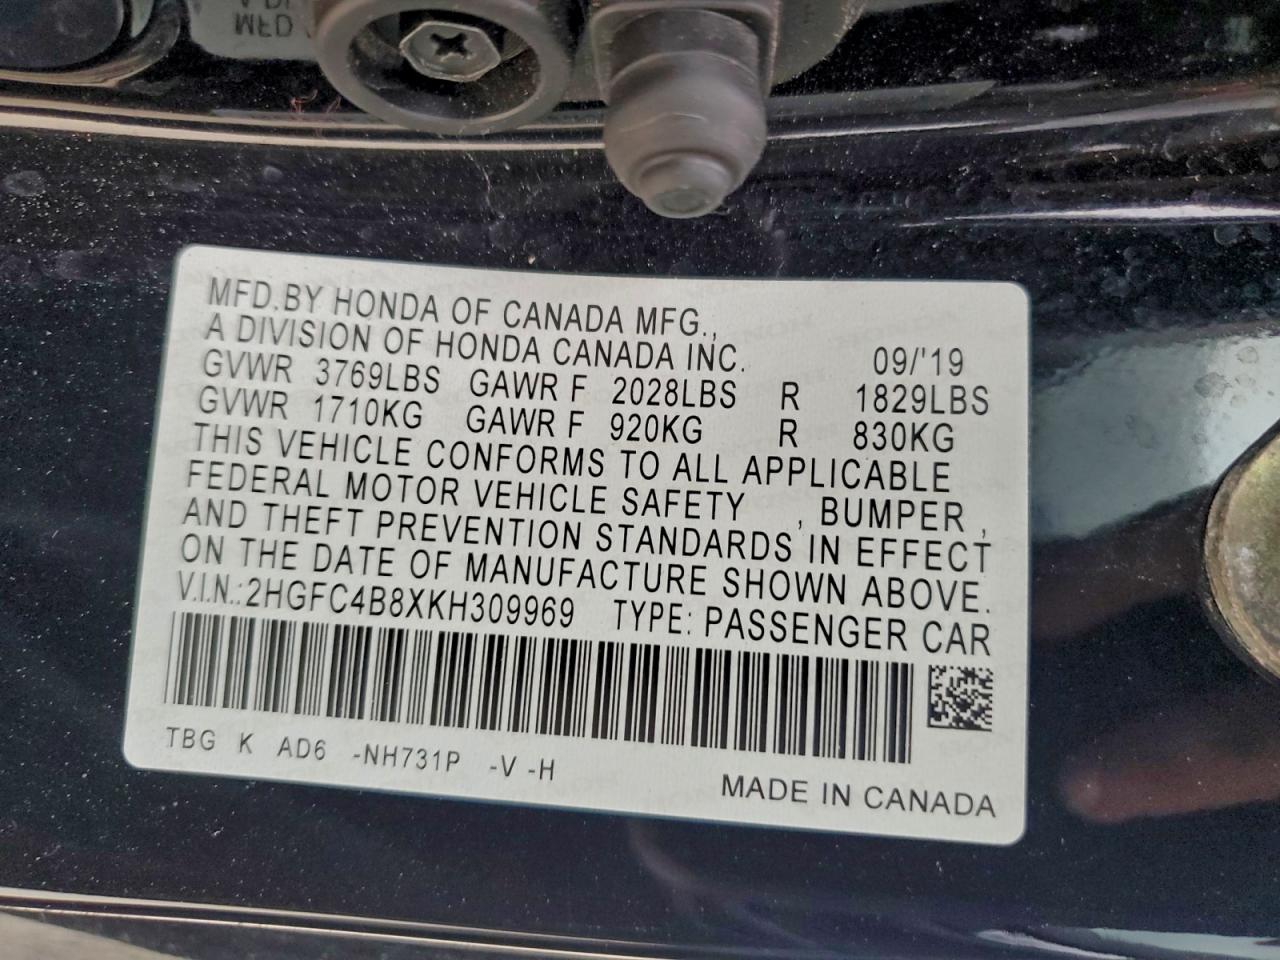 MFD
MFD.BY HONDA OF CANADA MFG.,
A DIVISION OF HONDA CANADA INC. 09/'19
GVWR 3769LBS GAWR F 2028LBS R 1829LBS
GVWR 1710KG GAWR F 920KG R 830KG
THIS VEHICLE CONFORMS TO ALL APPLICABLE
FEDERAL MOTOR VEHICLE SAFETY , BUMPER ,
AND THEFT PREVENTION STANDARDS IN EFFECT
ON THE DATE OF MANUFACTURE SHOWN ABOVE.
V.I.N.:2HGFC4B8XKH309969 TYPE: PASSENGER CAR
TBG K AD6 -NH731P -V -H
MADE IN CANADA